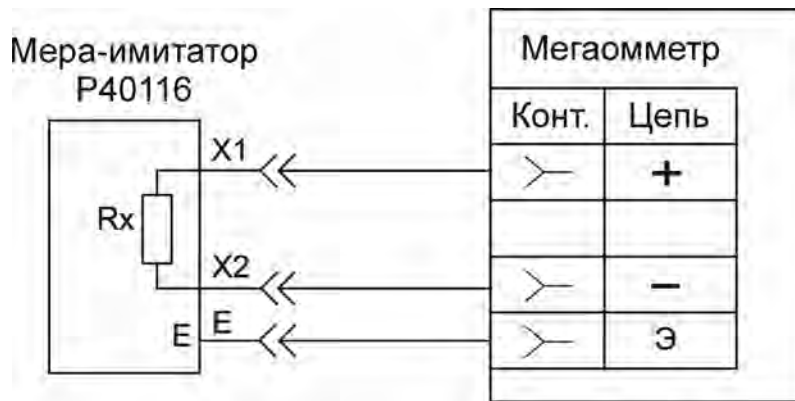 Мера-имитатор
Р40116
Rx
X1
X2
E
E
Мегаомметр
Конт. Цепь
+
−
Э